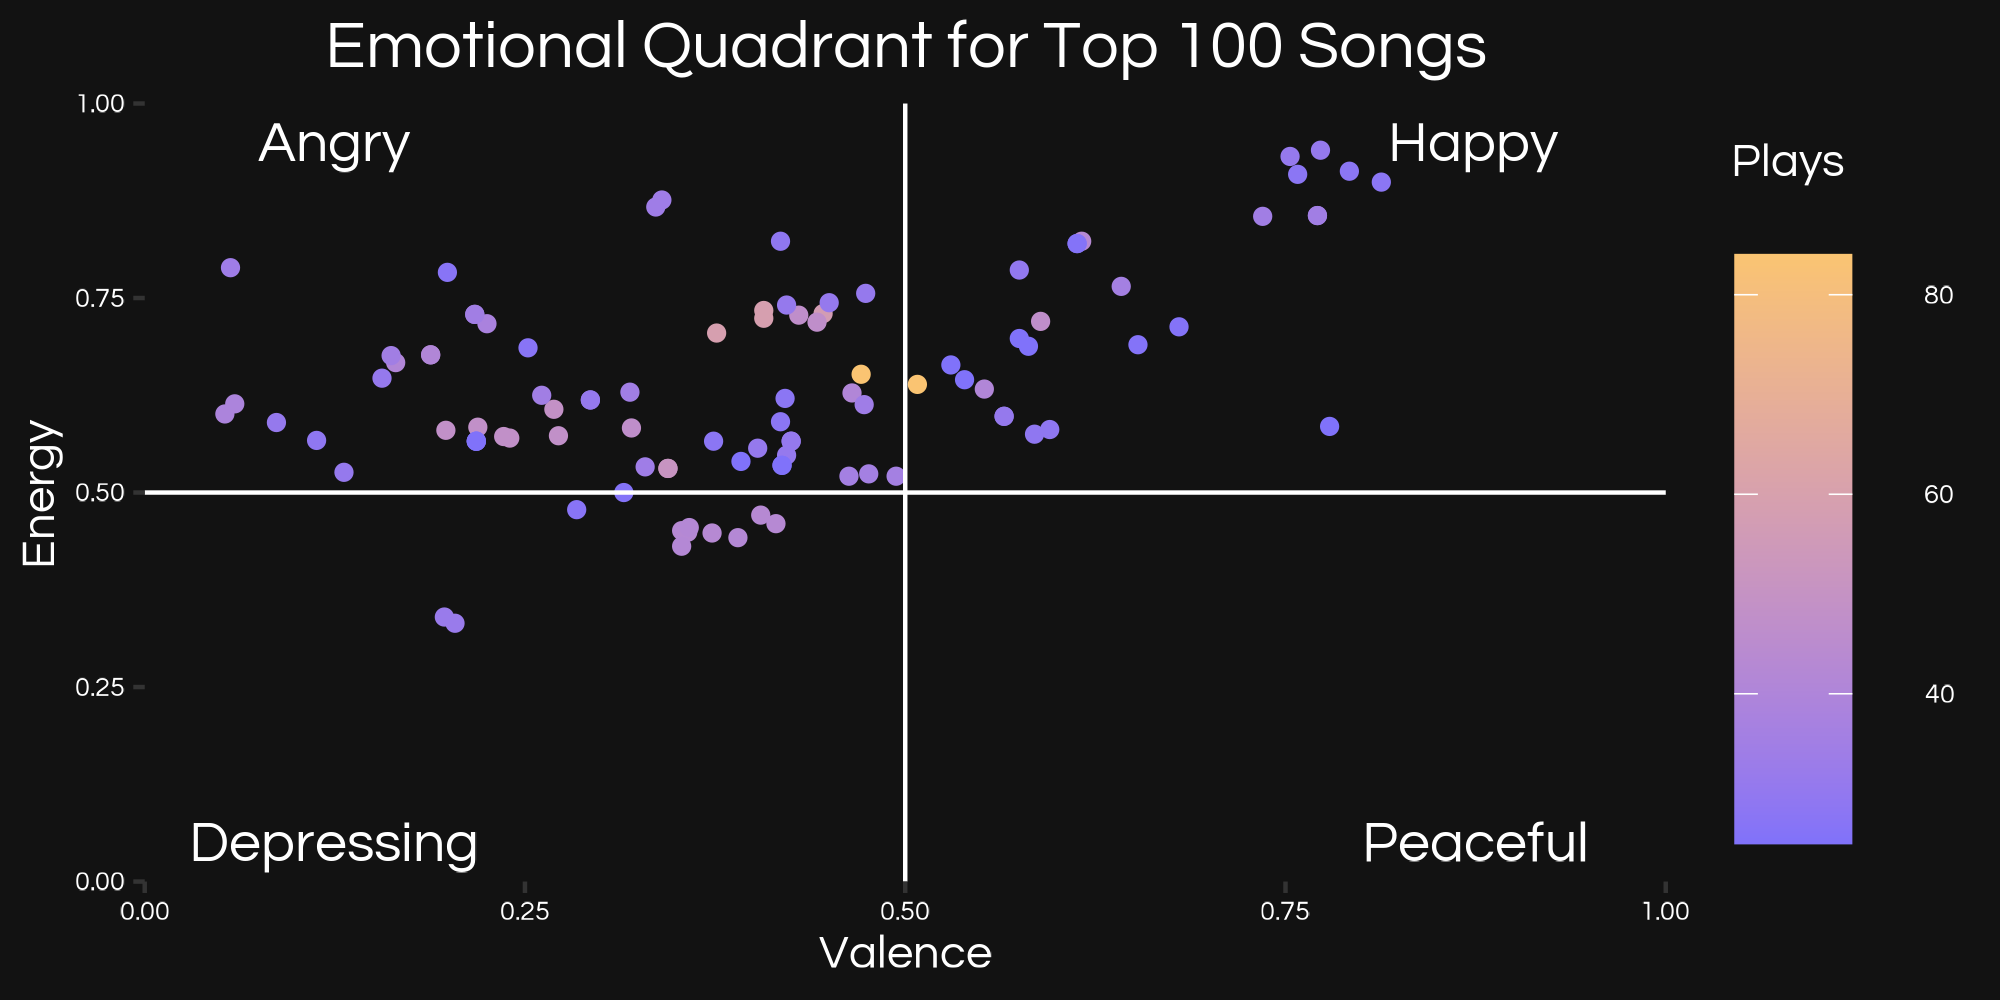 Emotional Quadrant for Top 100 Songs
1.00
Angry
Happy
Plays
0.75
80
Energy
0.50
60
0.25
40
Depressing
Peaceful
0.00
0.00
0.25
0.50
0.75
1.00
Valence